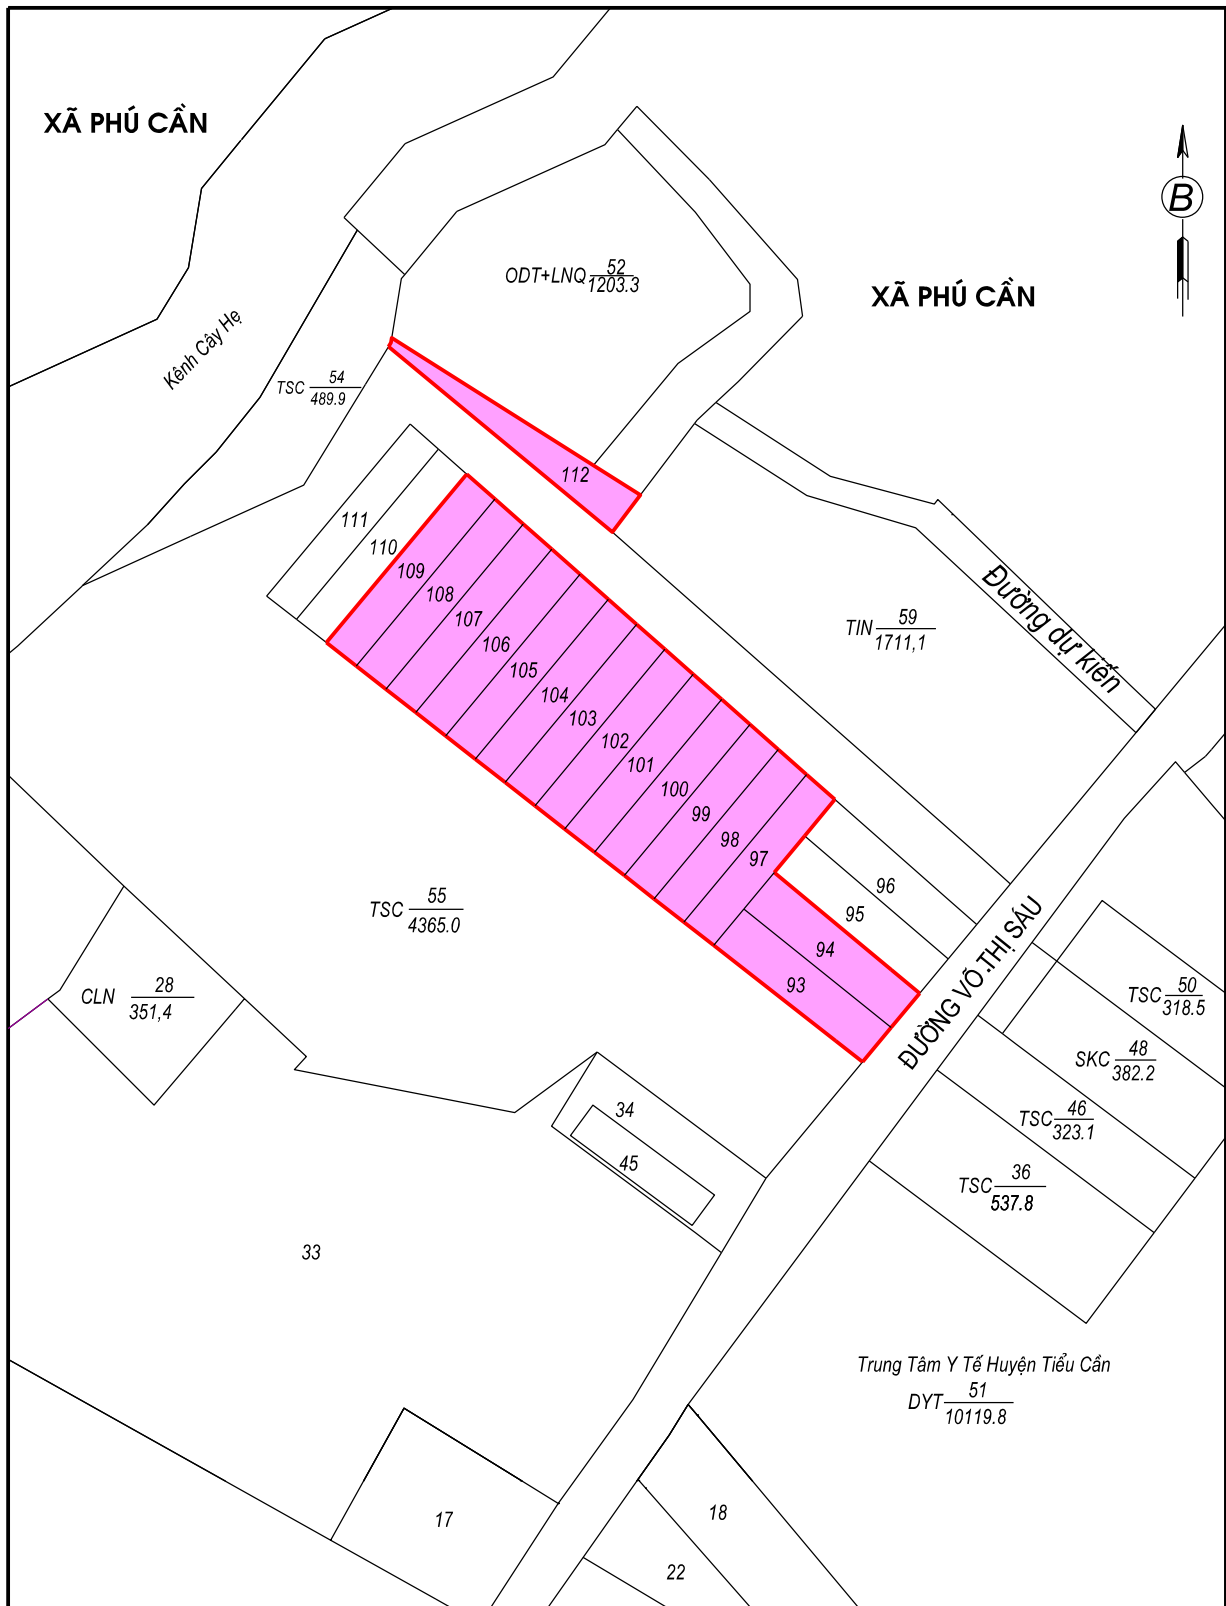 XÃ PHÚ CẦN
B
ODT+LNQ 52
1203.3
XÃ PHÚ CẦN
Kênh Cây Hẹ
TSC 54
489.9
112
111
110
109
108
107
106
105
104
103
102
101
100
99
98
97
96
95
94
93
TIN 59
1711,1
Đường dự kiến
TSC 55
4365.0
CLN 28
351,4
ĐƯỜNG VÕ.THỊ SÁU
TSC 50
318.5
SKC 48
382.2
TSC 46
323.1
TSC 36
537.8
34
45
33
Trung Tâm Y Tế Huyện Tiểu Cần
DYT 51
10119.8
17
18
22